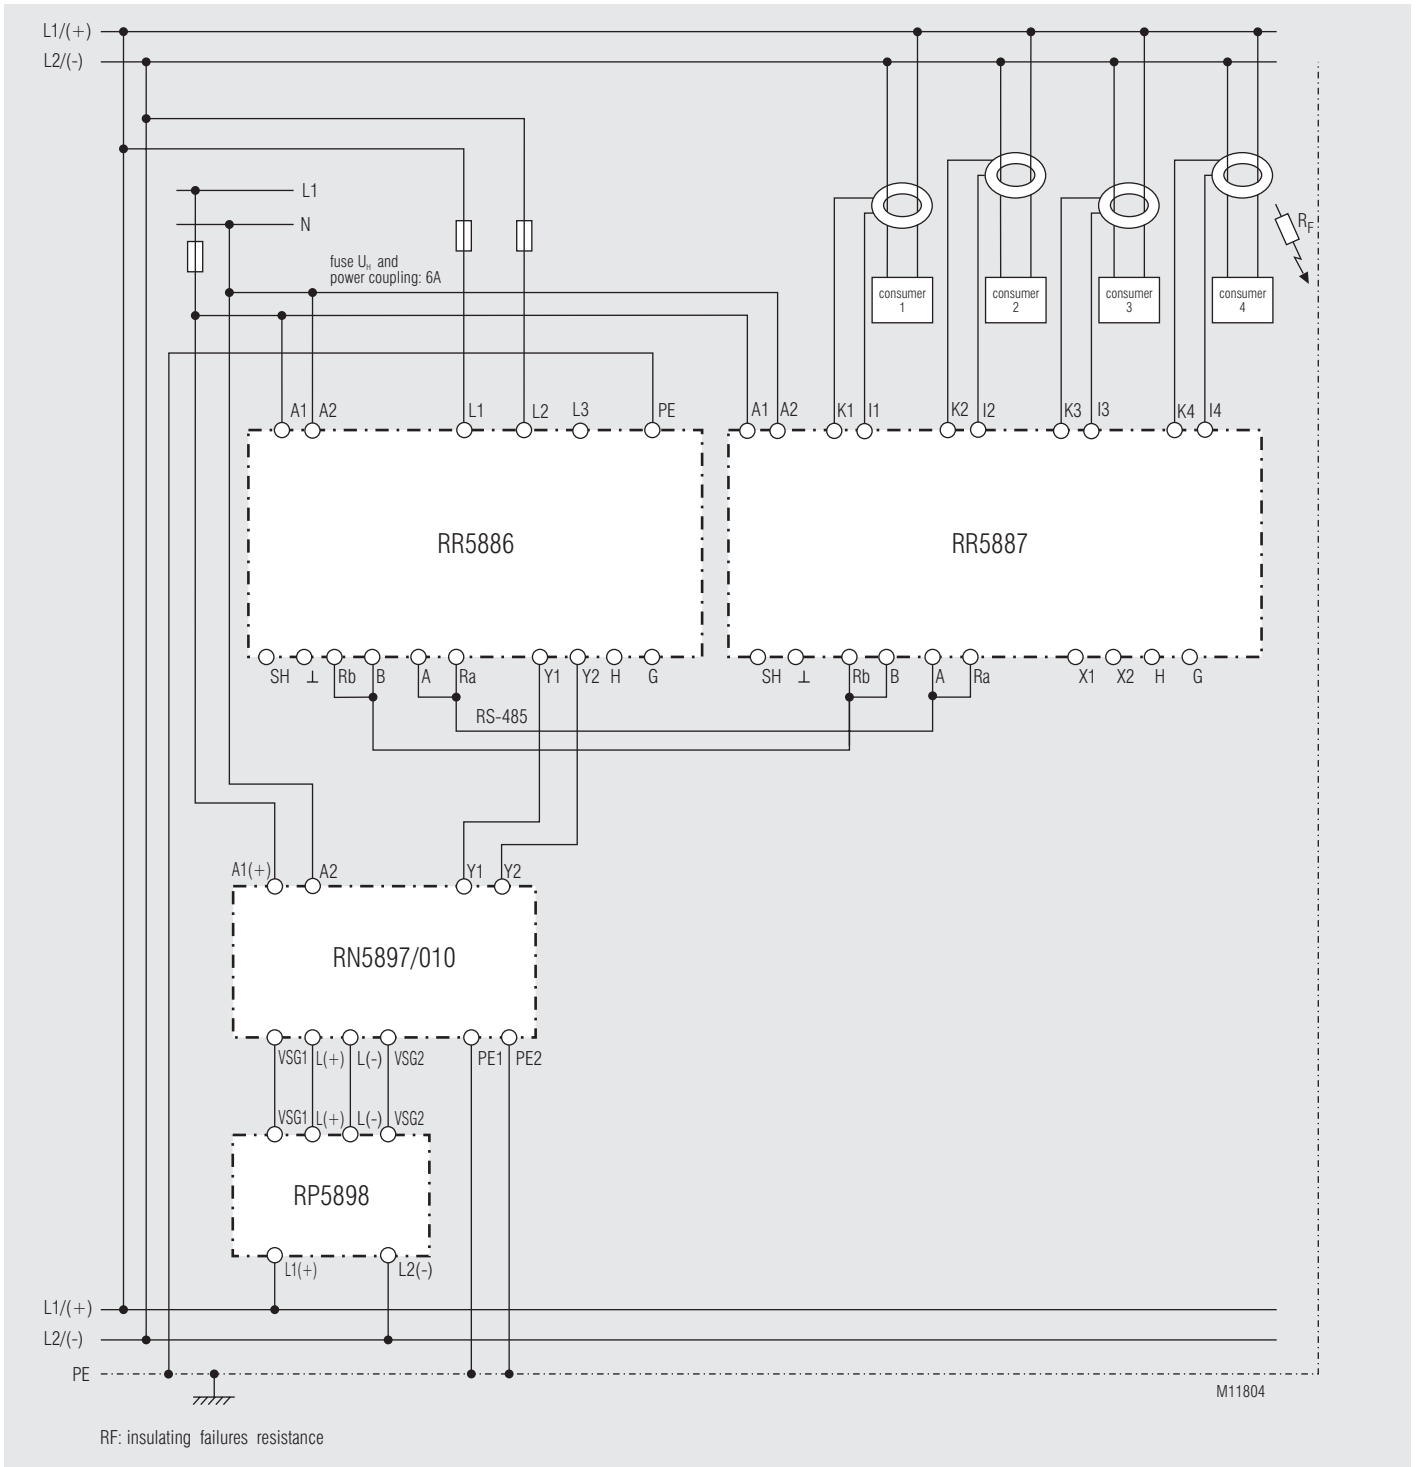 L1/(+)
L2/(-)
L1
N
R_F
fuse U_H and
power coupling: 6A
consumer
1
consumer
2
consumer
3
consumer
4
A1 A2 L1 L2 L3 PE A1 A2 K1 I1 K2 I2 K3 I3 K4 I4
RR5886
RR5887
SH ⊥ Rb B A Ra Y1 Y2 H G SH ⊥ Rb B A Ra X1 X2 H G
RS-485
A1(+) A2 Y1 Y2
RN5897/010
VSG1 L(+) L(-) VSG2 PE1 PE2
VSG1 L(+) L(-) VSG2
RP5898
L1(+) L2(-)
L1/(+)
L2/(-)
PE
M11804
RF: insulating failures resistance